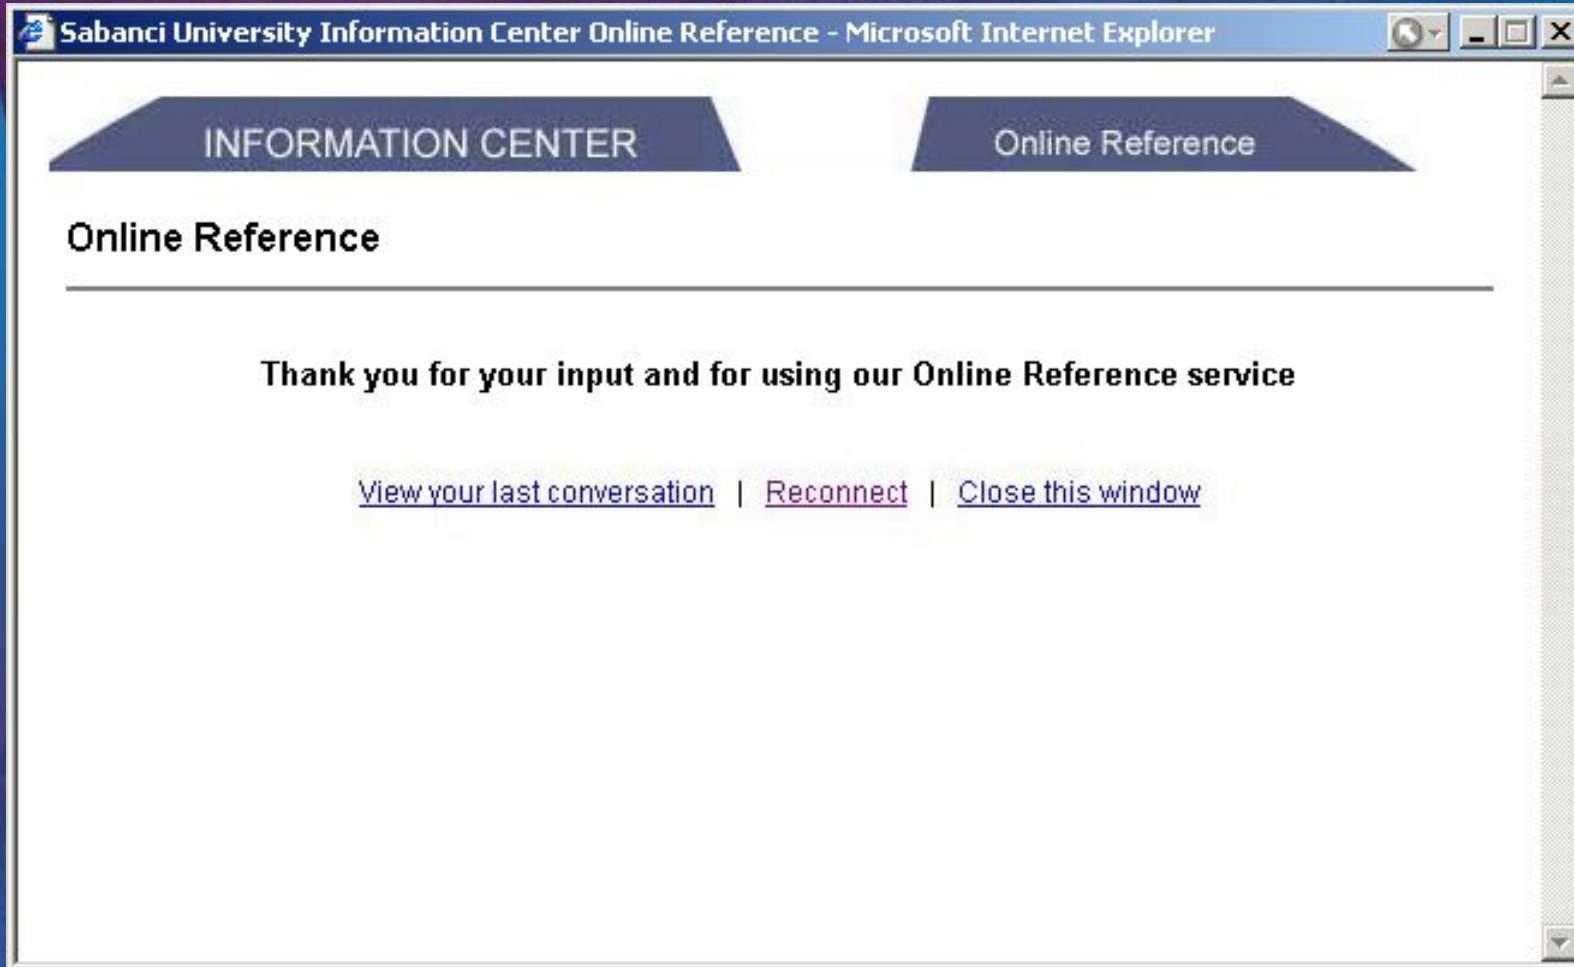 Sabanci University Information Center Online Reference - Microsoft Internet Explorer
INFORMATION CENTER
Online Reference
Online Reference
Thank you for your input and for using our Online Reference service
View your last conversation | Reconnect | Close this window